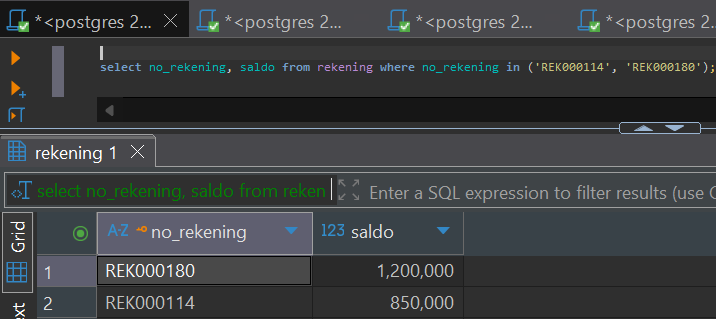 *<postgres 2... *<postgres 2... *<postgres 2... *<postgres 2...
select no_rekening, saldo from rekening where no_rekening in ('REK000114', 'REK000180');
rekening 1
select no_rekening, saldo from reken Enter a SQL expression to filter results (use
Grid A-Z no_rekening 123 saldo
1 REK000180 1,200,000
2 REK000114 850,000